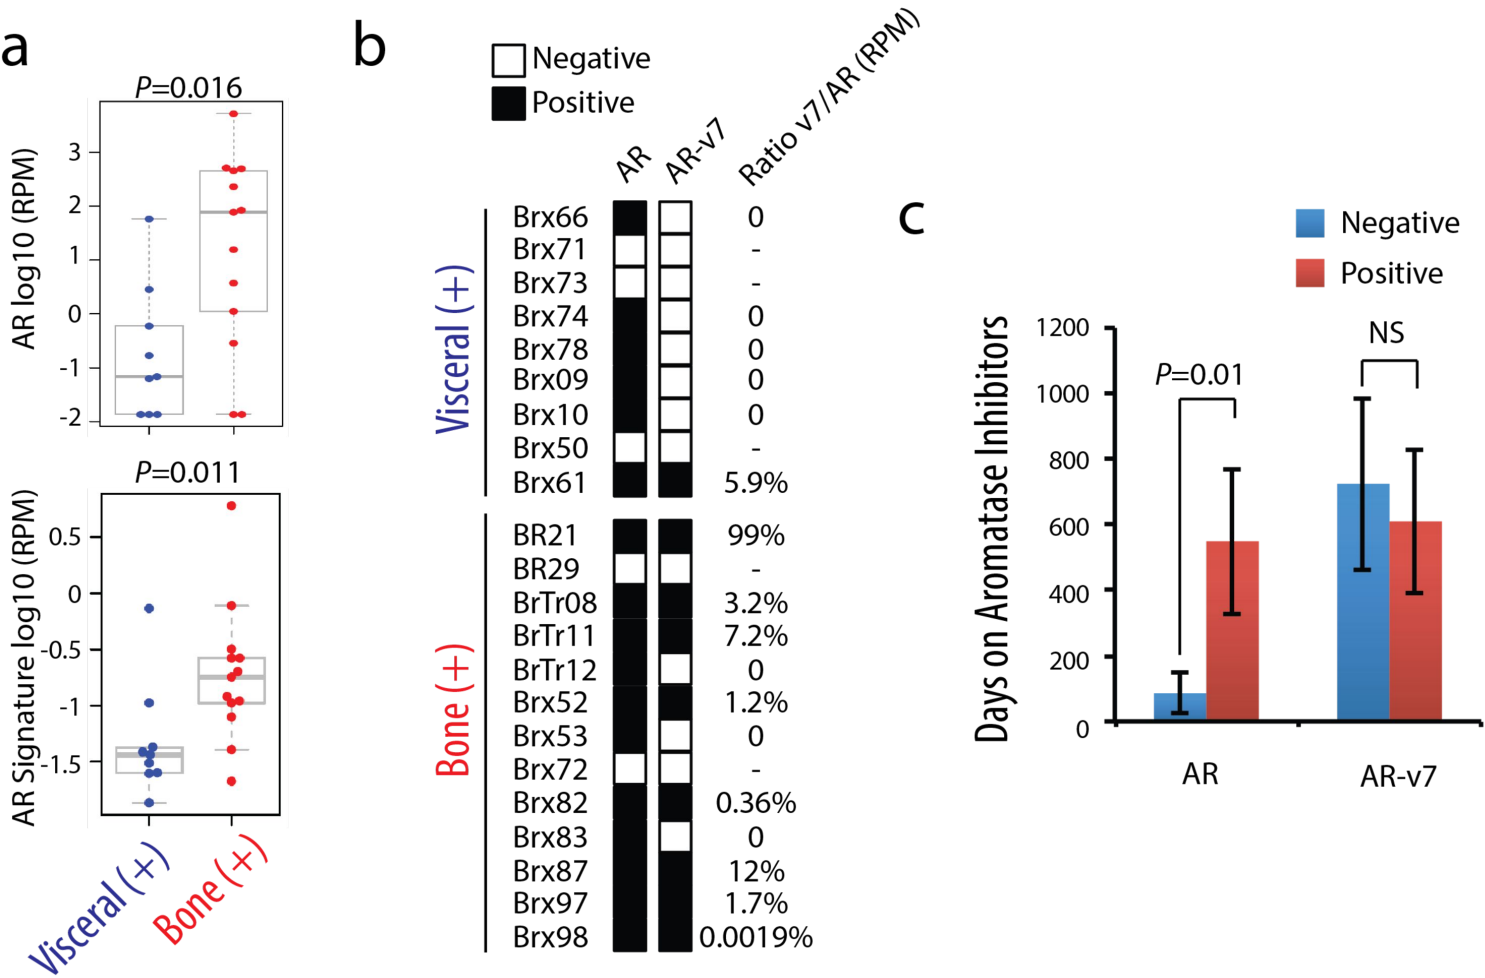 a
P=0.016
AR log10 (RPM)
3
2
1
0
-1
-2
P=0.011
AR Signature log10 (RPM)
0.5
0
-0.5
-1
-1.5
Visceral (+)
Bone (+)
b
Negative
Positive
AR
AR-v7
Ratio v7/AR (RPM)
Visceral (+)
Brx66 0
Brx71 -
Brx73 -
Brx74 0
Brx78 0
Brx09 0
Brx10 0
Brx50 -
Brx61 5.9%
Bone (+)
BR21 99%
BR29 -
BrTr08 3.2%
BrTr11 7.2%
BrTr12 0
Brx52 1.2%
Brx53 0
Brx72 -
Brx82 0.36%
Brx83 0
Brx87 12%
Brx97 1.7%
Brx98 0.0019%
c
Negative
Positive
Days on Aromatase Inhibitors
1200
1000
800
600
400
200
0
P=0.01
NS
AR
AR-v7